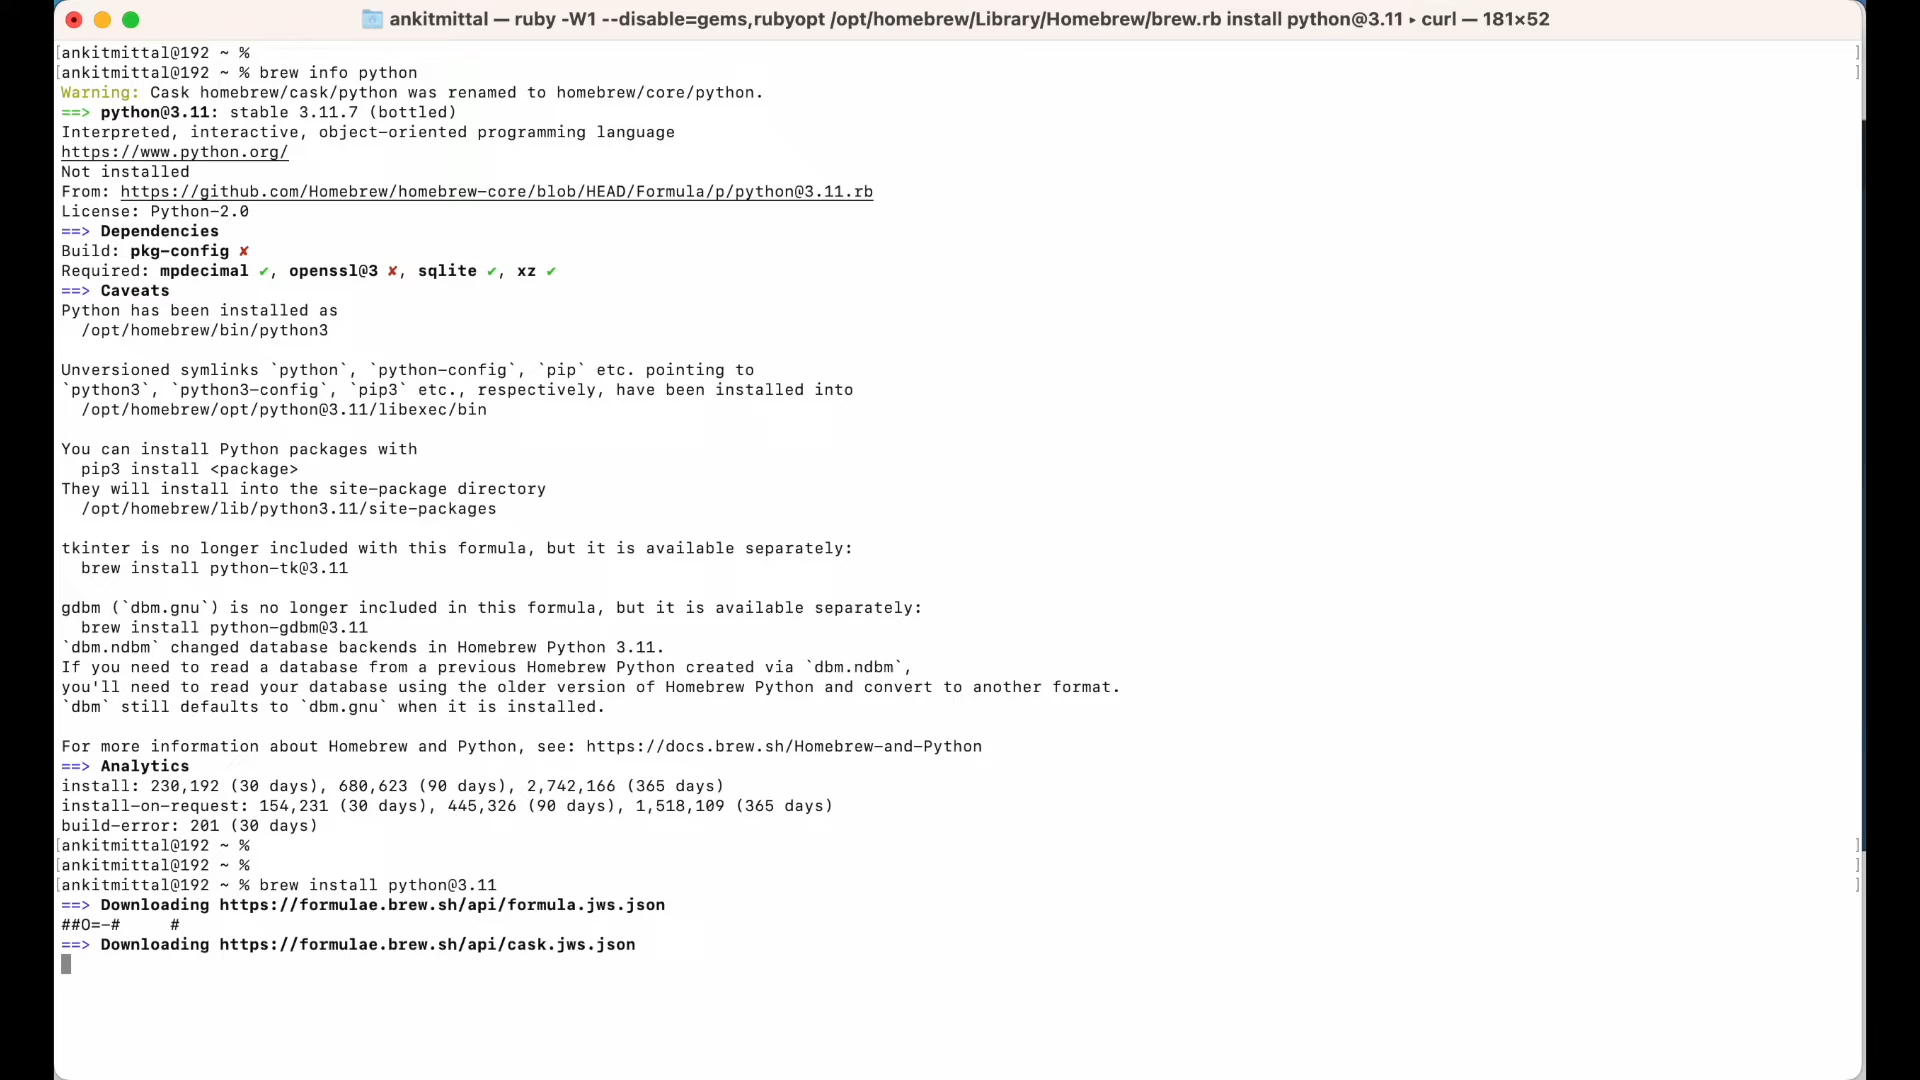 ankitmittal — ruby -W1 --disable=gems,rubyopt /opt/homebrew/Library/Homebrew/brew.rb install python@3.11 ▸ curl — 181×52
[ankitmittal@192 ~ % ]
[ankitmittal@192 ~ % brew info python ]
Warning: Cask homebrew/cask/python was renamed to homebrew/core/python.
==> python@3.11: stable 3.11.7 (bottled)
Interpreted, interactive, object-oriented programming language
https://www.python.org/
Not installed
From: https://github.com/Homebrew/homebrew-core/blob/HEAD/Formula/p/python@3.11.rb
License: Python-2.0
==> Dependencies
Build: pkg-config ✘
Required: mpdecimal ✔, openssl@3 ✘, sqlite ✔, xz ✔
==> Caveats
Python has been installed as
  /opt/homebrew/bin/python3

Unversioned symlinks `python`, `python-config`, `pip` etc. pointing to
`python3`, `python3-config`, `pip3` etc., respectively, have been installed into
  /opt/homebrew/opt/python@3.11/libexec/bin

You can install Python packages with
  pip3 install <package>
They will install into the site-package directory
  /opt/homebrew/lib/python3.11/site-packages

tkinter is no longer included with this formula, but it is available separately:
  brew install python-tk@3.11

gdbm (`dbm.gnu`) is no longer included in this formula, but it is available separately:
  brew install python-gdbm@3.11
`dbm.ndbm` changed database backends in Homebrew Python 3.11.
If you need to read a database from a previous Homebrew Python created via `dbm.ndbm`,
you'll need to read your database using the older version of Homebrew Python and convert to another format.
`dbm` still defaults to `dbm.gnu` when it is installed.

For more information about Homebrew and Python, see: https://docs.brew.sh/Homebrew-and-Python
==> Analytics
install: 230,192 (30 days), 680,623 (90 days), 2,742,166 (365 days)
install-on-request: 154,231 (30 days), 445,326 (90 days), 1,518,109 (365 days)
build-error: 201 (30 days)
[ankitmittal@192 ~ % ]
[ankitmittal@192 ~ % ]
[ankitmittal@192 ~ % brew install python@3.11 ]
==> Downloading https://formulae.brew.sh/api/formula.jws.json
##O=-#     #
==> Downloading https://formulae.brew.sh/api/cask.jws.json